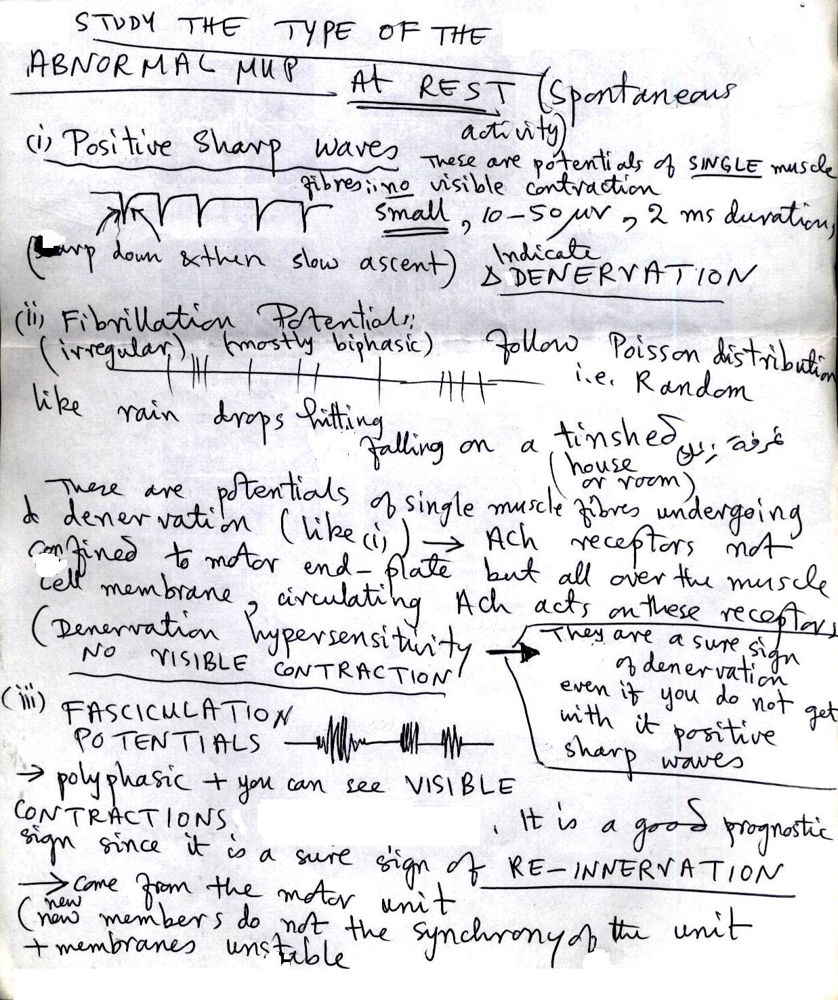 STUDY THE TYPE OF THE
ABNORMAL MUP At REST (Spontaneous
activity)
(i) Positive Sharp waves These are potentials of SINGLE muscle
fibres ∴ no visible contraction
small, 10-50 μv, 2 ms duration,
(sharp down & then slow ascent) Indicate
DENERVATION
(ii) Fibrillation Potentials:
(irregular) (mostly biphasic) follow Poisson distribution
i.e. Random
like rain drops hitting
falling on a tinshed غرفة زنك
(house
or room)
These are potentials of single muscle fibres undergoing
denervation (like (i)) → ACh receptors not
confined to motor end-plate but all over the muscle
cell membrane, circulating ACh acts on these receptors
(Denervation hypersensitivity →
NO VISIBLE CONTRACTION
They are a sure sign
of denervation
even if you do not get
with it positive
sharp waves
(iii) FASCICULATION
POTENTIALS
→ polyphasic + you can see VISIBLE
CONTRACTIONS. It is a good prognostic
sign since it is a sure sign of RE-INNERVATION
→ come from the motor unit
new
(new members do not the synchrony of the unit
+ membranes unstable